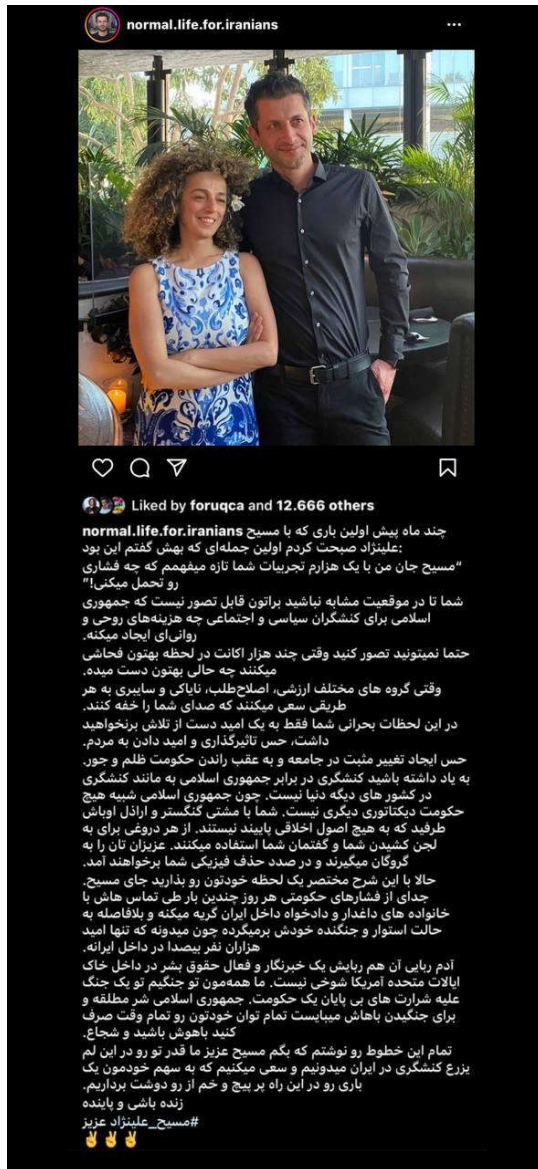 normal.life.for.iranians
Liked by foruqca and 12.666 others
normal.life.for.iranians چند ماه پیش اولین باری که با مسیح
علینژاد صبحت کردم اولین جمله‌ای که بهش گفتم این بود:
“مسیح جان من با یک هزارم تجربیات شما تازه میفهمم که چه فشاری
رو تحمل میکنی!”
شما تا در موقعیت مشابه نباشید براتون قابل تصور نیست که جمهوری
اسلامی برای کنشگران سیاسی و اجتماعی چه هزینه‌های روحی و
روانی‌ای ایجاد میکنه.
حتما نمیتونید تصور کنید وقتی چند هزار اکانت در لحظه بهتون فحاشی
میکنند چه حالی بهتون دست میده.
وقتی گروه های مختلف ارزشی، اصلاح‌طلب، نایاکی و سایبری به هر
طریقی سعی میکنند که صدای شما را خفه کنند.
در این لحظات بحرانی شما فقط به یک امید دست از تلاش برنخواهید
داشت، حس تاثیرگذاری و امید دادن به مردم.
حس ایجاد تغییر مثبت در جامعه و به عقب راندن حکومت ظلم و جور.
به یاد داشته باشید کنشگری در برابر جمهوری اسلامی به مانند کنشگری
در کشور های دیگه دنیا نیست. چون جمهوری اسلامی شبیه هیچ
حکومت دیکتاتوری دیگری نیست. شما با مشتی گنگستر و اراذل اوباش
طرفید که به هیچ اصول اخلاقی پایبند نیستند. از هر دروغی برای به
لجن کشیدن شما و گفتمان شما استفاده میکنند. عزیزان تان را به
گروگان میگیرند و در صدد حذف فیزیکی شما برخواهند آمد.
حالا با این شرح مختصر یک لحظه خودتون رو بذارید جای مسیح.
جدای از فشارهای حکومتی هر روز چندین بار طی تماس هاش با
خانواده های داغدار و دادخواه داخل ایران گریه میکنه و بلافاصله به
حالت استوار و جنگنده خودش برمیگرده چون میدونه که تنها امید
هزاران نفر بیصدا در داخل ایرانه.
آدم ربایی آن هم ربایش یک خبرنگار و فعال حقوق بشر در داخل خاک
ایالات متحده آمریکا شوخی نیست. ما همه‌مون تو جنگیم تو یک جنگ
علیه شرارت های بی پایان یک حکومت. جمهوری اسلامی شر مطلقه و
برای جنگیدن باهاش میبایست تمام توان خودتون رو تمام وقت صرف
کنید باهوش باشید و شجاع.
تمام این خطوط رو نوشتم که بگم مسیح عزیز ما قدر تو رو در این لم
یزرع کنشگری در ایران میدونیم و سعی میکنیم که به سهم خودمون یک
باری رو در این راه پر پیچ و خم از رو دوشت برداریم.
زنده باشی و پاینده
#مسیح_علینژاد عزیز
✌️✌️✌️